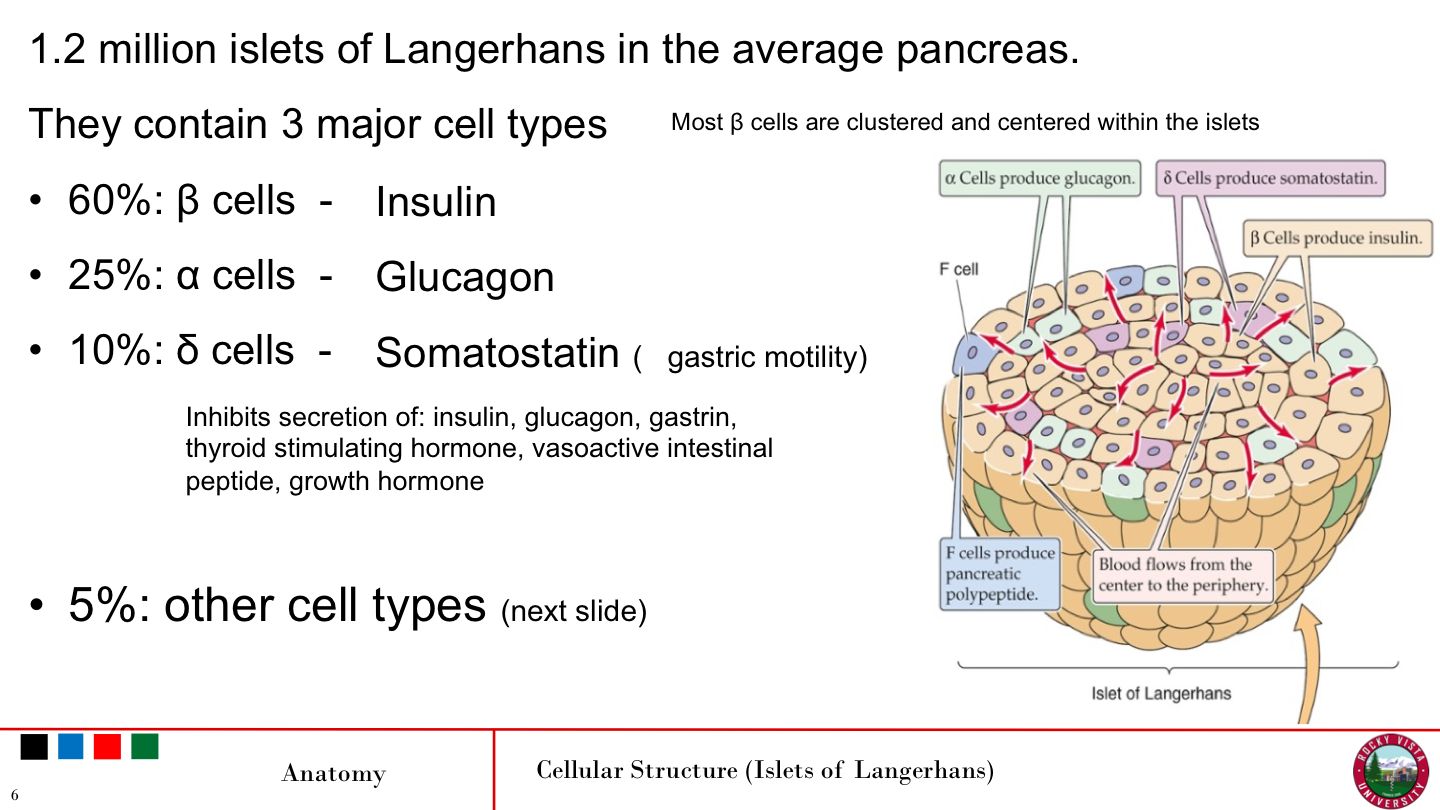 1.2 million islets of Langerhans in the average pancreas.
They contain 3 major cell types
Most β cells are clustered and centered within the islets
• 60%: β cells - Insulin
• 25%: α cells - Glucagon
• 10%: δ cells - Somatostatin ( gastric motility)
Inhibits secretion of: insulin, glucagon, gastrin,
thyroid stimulating hormone, vasoactive intestinal
peptide, growth hormone
• 5%: other cell types (next slide)
α Cells produce glucagon.
δ Cells produce somatostatin.
β Cells produce insulin.
F cell
F cells produce
pancreatic
polypeptide.
Blood flows from the
center to the periphery.
Islet of Langerhans
Anatomy
Cellular Structure (Islets of Langerhans)
6
ROCKY VISTA
UNIVERSITY